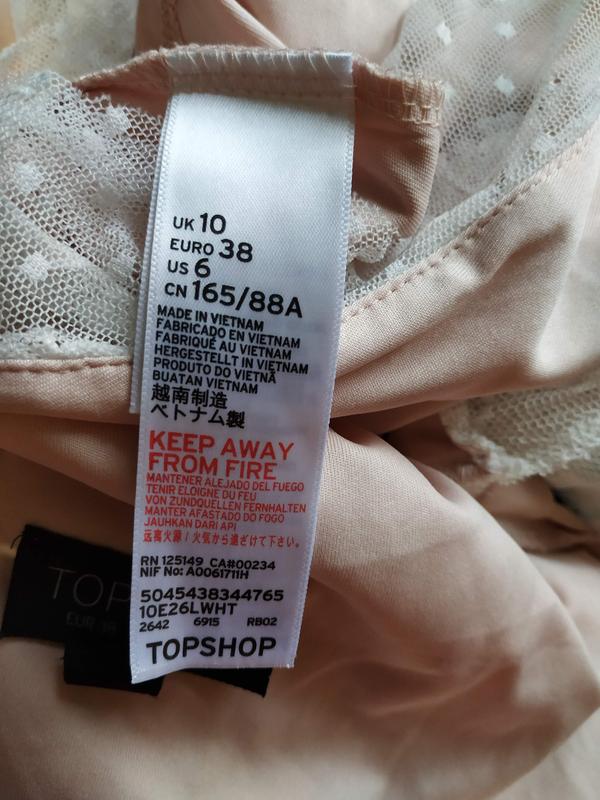 UK 10
EURO 38
US 6
CN 165/88A
MADE IN VIETNAM
FABRICADO EN VIETNAM
FABRIQUÉ AU VIETNAM
HERGESTELLT IN VIETNAM
PRODUTO DO VIETNÃ
BUATAN VIETNAM
越南制造
ベトナム製
KEEP AWAY
FROM FIRE
MANTENER ALEJADO DEL FUEGO
TENIR ELOIGNE DU FEU
VON ZUNDQUELLEN FERNHALTEN
MANTER AFASTADO DO FOGO
JAUHKAN DARI API
远离火源 / 火気から遠ざけて下さい。
RN 125149 CA#00234
NIF No: A0061711H
5045438344765
10E26LWHT
2642 6915 RB02
TOPSHOP
TOP
EUR